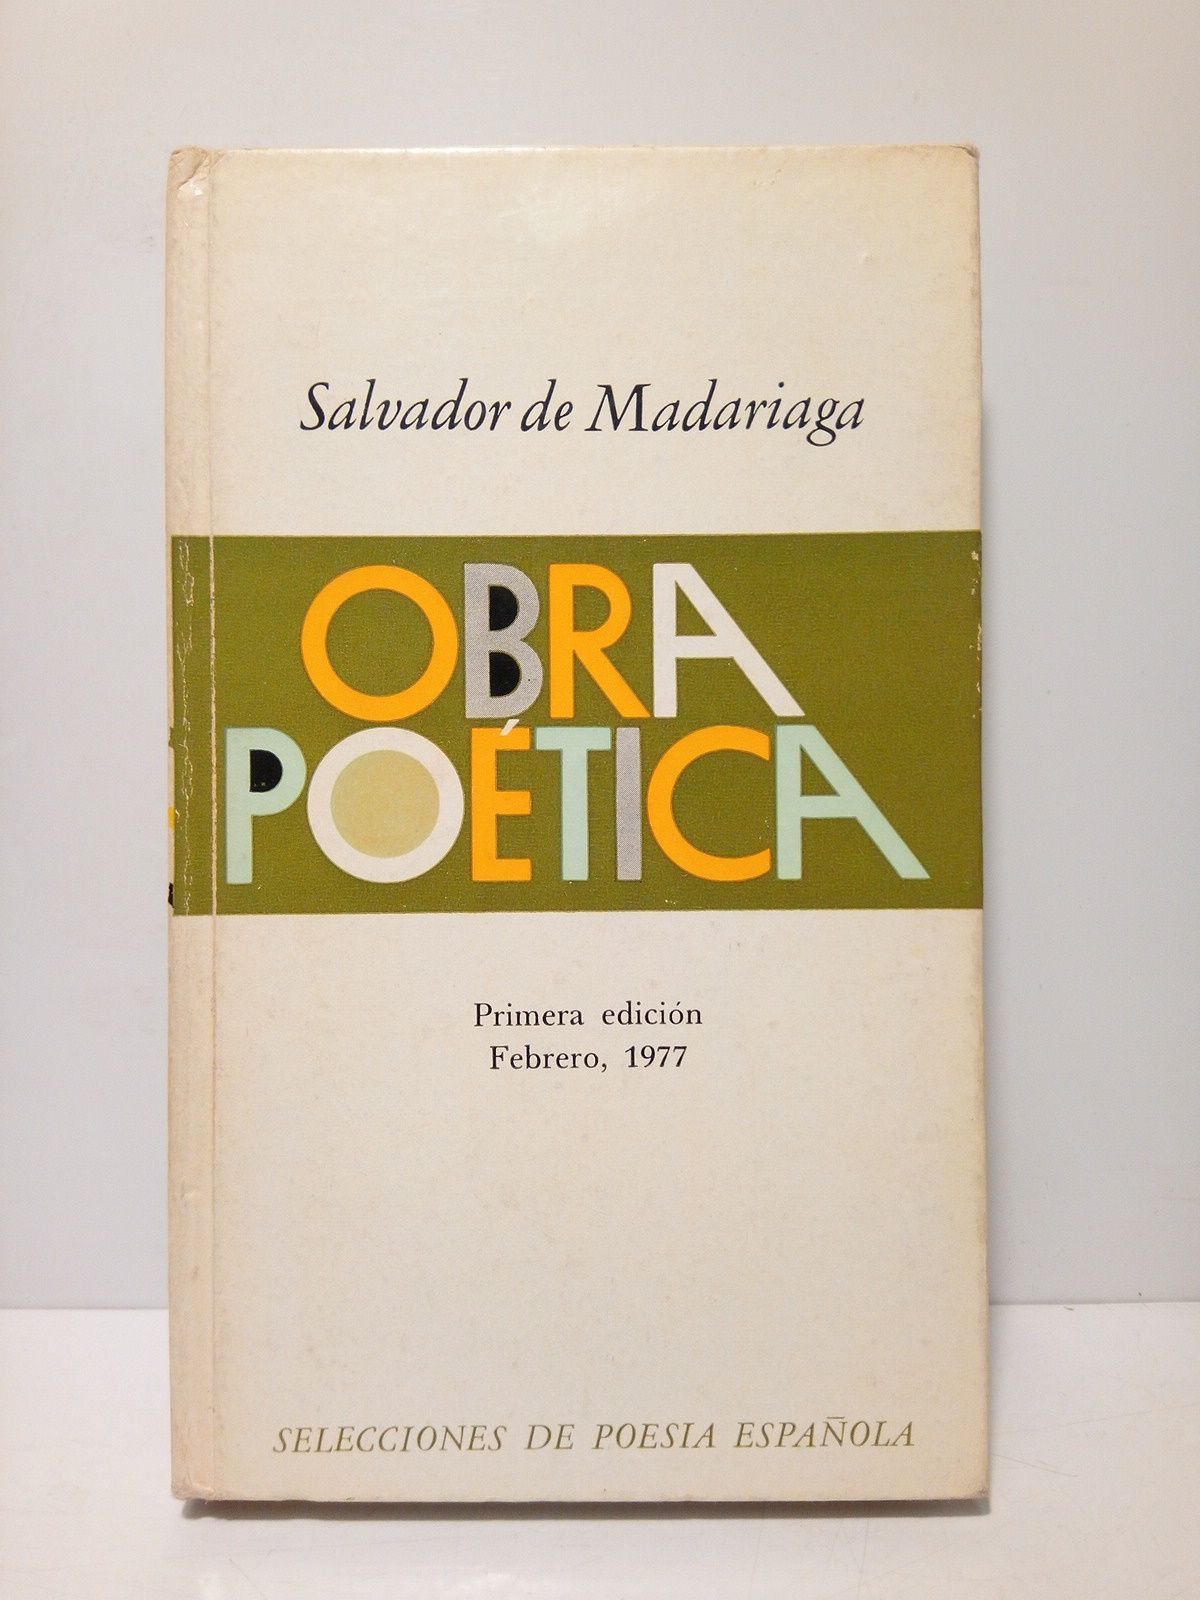 Salvador de Madariaga
OBRA
POÉTICA
Primera edición
Febrero, 1977
SELECCIONES DE POESIA ESPAÑOLA